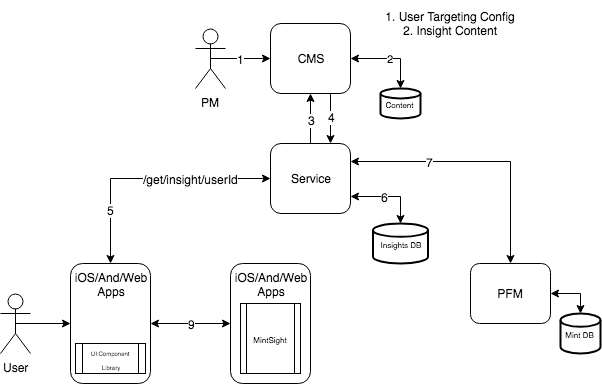 1. User Targeting Config
2. Insight Content
CMS
1
2
PM
Content
3
4
Service
7
/get/insight/userId
6
5
Insights DB
iOS/And/Web
Apps
iOS/And/Web
Apps
PFM
9
MintSight
Mint DB
UI Component
Library
User